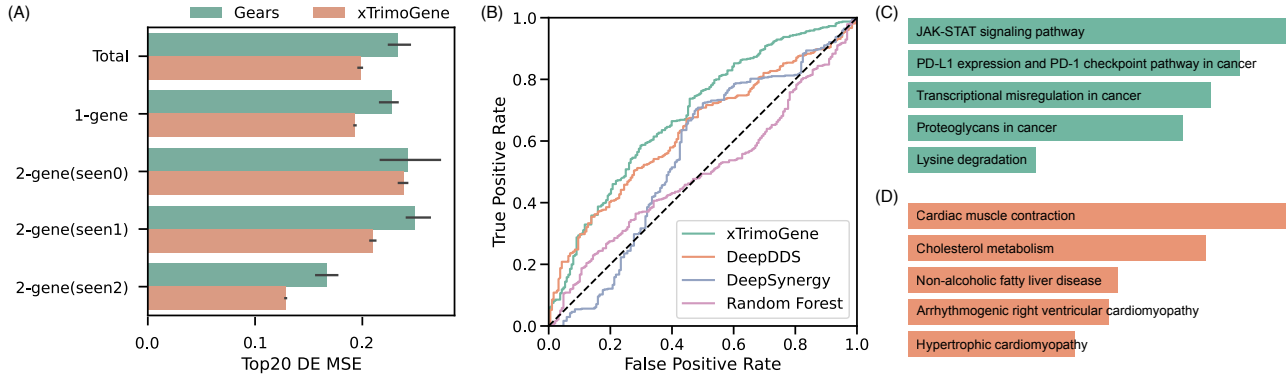 (A)
Gears
xTrimoGene
Total
1-gene
2-gene(seen0)
2-gene(seen1)
2-gene(seen2)
0.0
0.1
0.2
Top20 DE MSE
(B)
True Positive Rate
1.0
0.8
0.6
0.4
0.2
0.0
xTrimoGene
DeepDDS
DeepSynergy
Random Forest
0.0
0.2
0.4
0.6
0.8
1.0
False Positive Rate
(C)
JAK-STAT signaling pathway
PD-L1 expression and PD-1 checkpoint pathway in cancer
Transcriptional misregulation in cancer
Proteoglycans in cancer
Lysine degradation
(D)
Cardiac muscle contraction
Cholesterol metabolism
Non-alcoholic fatty liver disease
Arrhythmogenic right ventricular cardiomyopathy
Hypertrophic cardiomyopathy